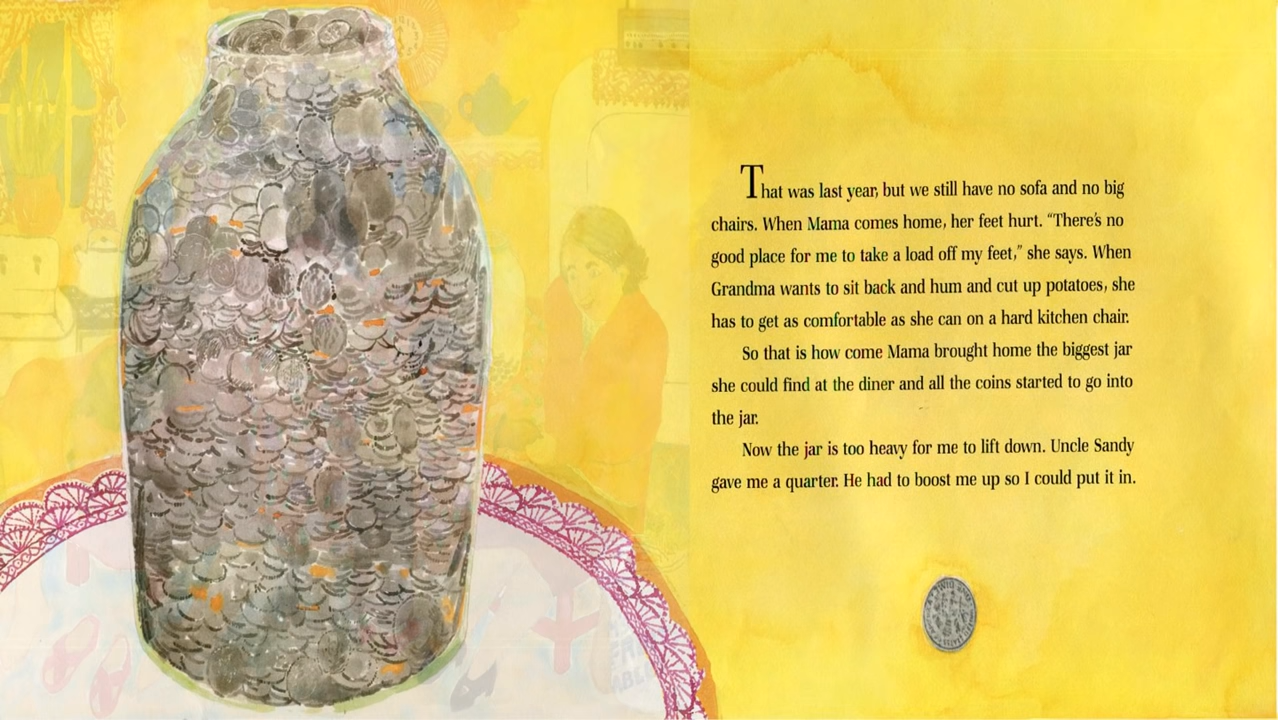 That was last year, but we still have no sofa and no big
chairs. When Mama comes home, her feet hurt. “There’s no
good place for me to take a load off my feet,” she says. When
Grandma wants to sit back and hum and cut up potatoes, she
has to get as comfortable as she can on a hard kitchen chair.
So that is how come Mama brought home the biggest jar
she could find at the diner and all the coins started to go into
the jar.
Now the jar is too heavy for me to lift down. Uncle Sandy
gave me a quarter. He had to boost me up so I could put it in.